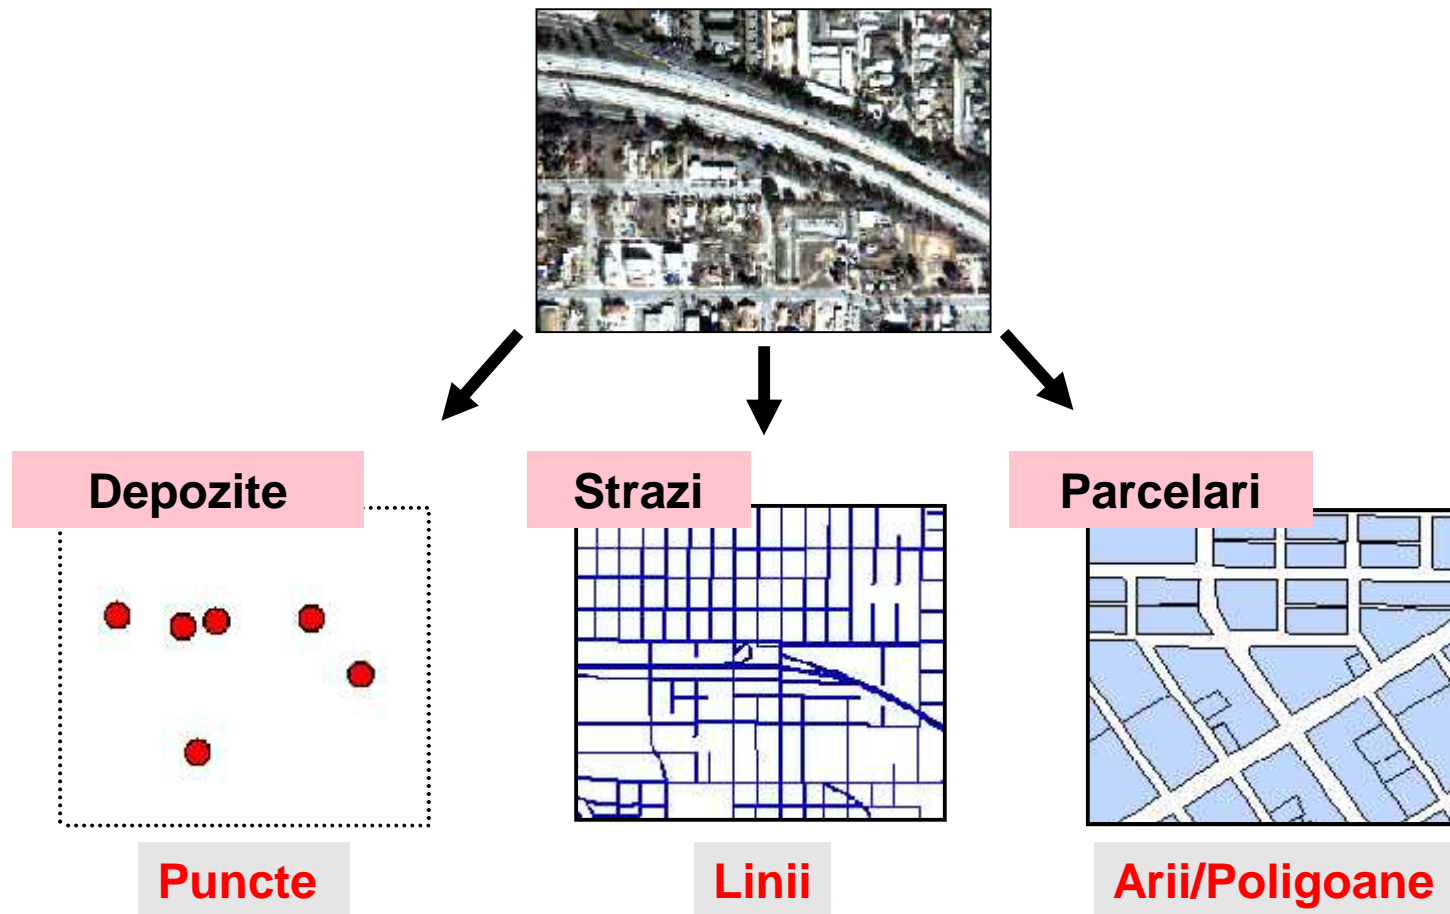 Depozite
Strazi
Parcelari
Puncte
Linii
Arii/Poligoane